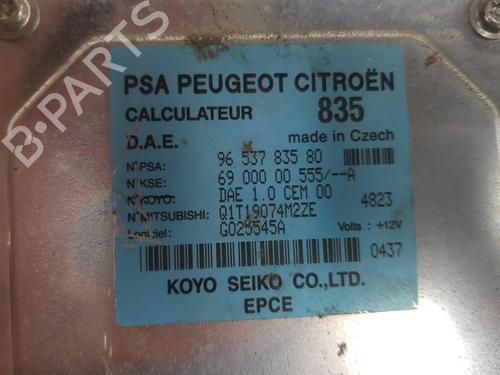 PSA PEUGEOT CITROËN
CALCULATEUR 835
D.A.E. made in Czech
N°PSA: 96 537 835 80
N°KSE: 69 000 00 555/--A
N°KOYO: DAE 1.0 CEM 00 4823
N°MITSUBISHI: Q1T19074M2ZE
Logiciel: G025545A Volts : +12V
0437
KOYO SEIKO CO.,LTD.
EPCE
B-PARTS